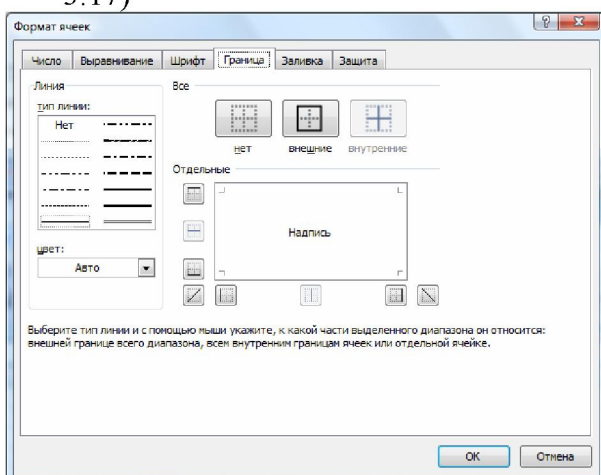 3.17)
Формат ячеек
Число Выравнивание Шрифт Граница Заливка Защита
Линия
тип линии:
Нет
цвет:
Авто
Все
нет внешние внутренние
Отдельные
Надпись
Выберите тип линии и с помощью мыши укажите, к какой части выделенного диапазона он относится:
внешней границе всего диапазона, всем внутренним границам ячеек или отдельной ячейке.
ОК Отмена